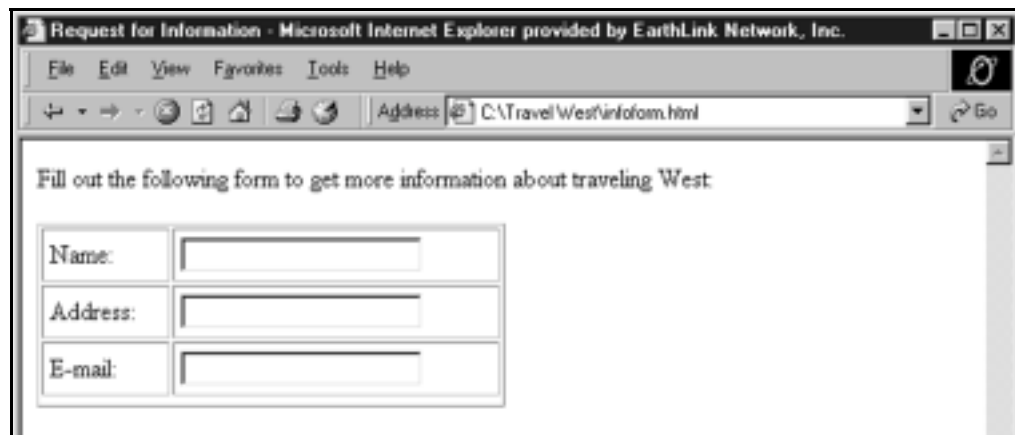 Request for Information - Microsoft Internet Explorer provided by EarthLink Network, Inc.
File Edit View Favorites Tools Help
Address C:\Travel West\infoform.html Go
Fill out the following form to get more information about traveling West:
Name:
Address:
E-mail: